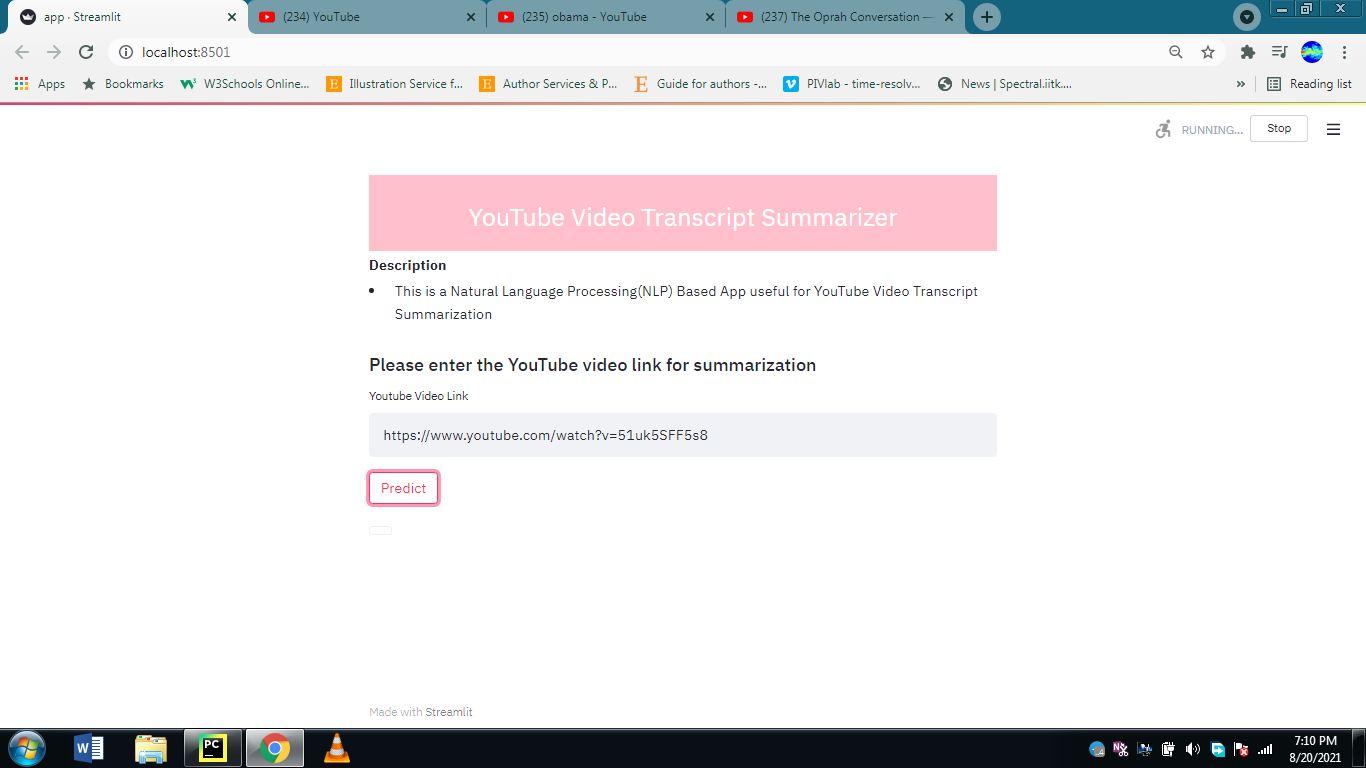 app · Streamlit
(234) YouTube
(235) obama - YouTube
(237) The Oprah Conversation —
localhost:8501
Apps
Bookmarks
W3Schools Online...
Illustration Service f...
Author Services & P...
Guide for authors -...
PIVlab - time-resolv...
News | Spectral.iitk....
»
Reading list
RUNNING...
Stop
YouTube Video Transcript Summarizer
Description
• This is a Natural Language Processing(NLP) Based App useful for YouTube Video Transcript
Summarization
Please enter the YouTube video link for summarization
Youtube Video Link
https://www.youtube.com/watch?v=51uk5SFF5s8
Predict
Made with Streamlit
7:10 PM
8/20/2021